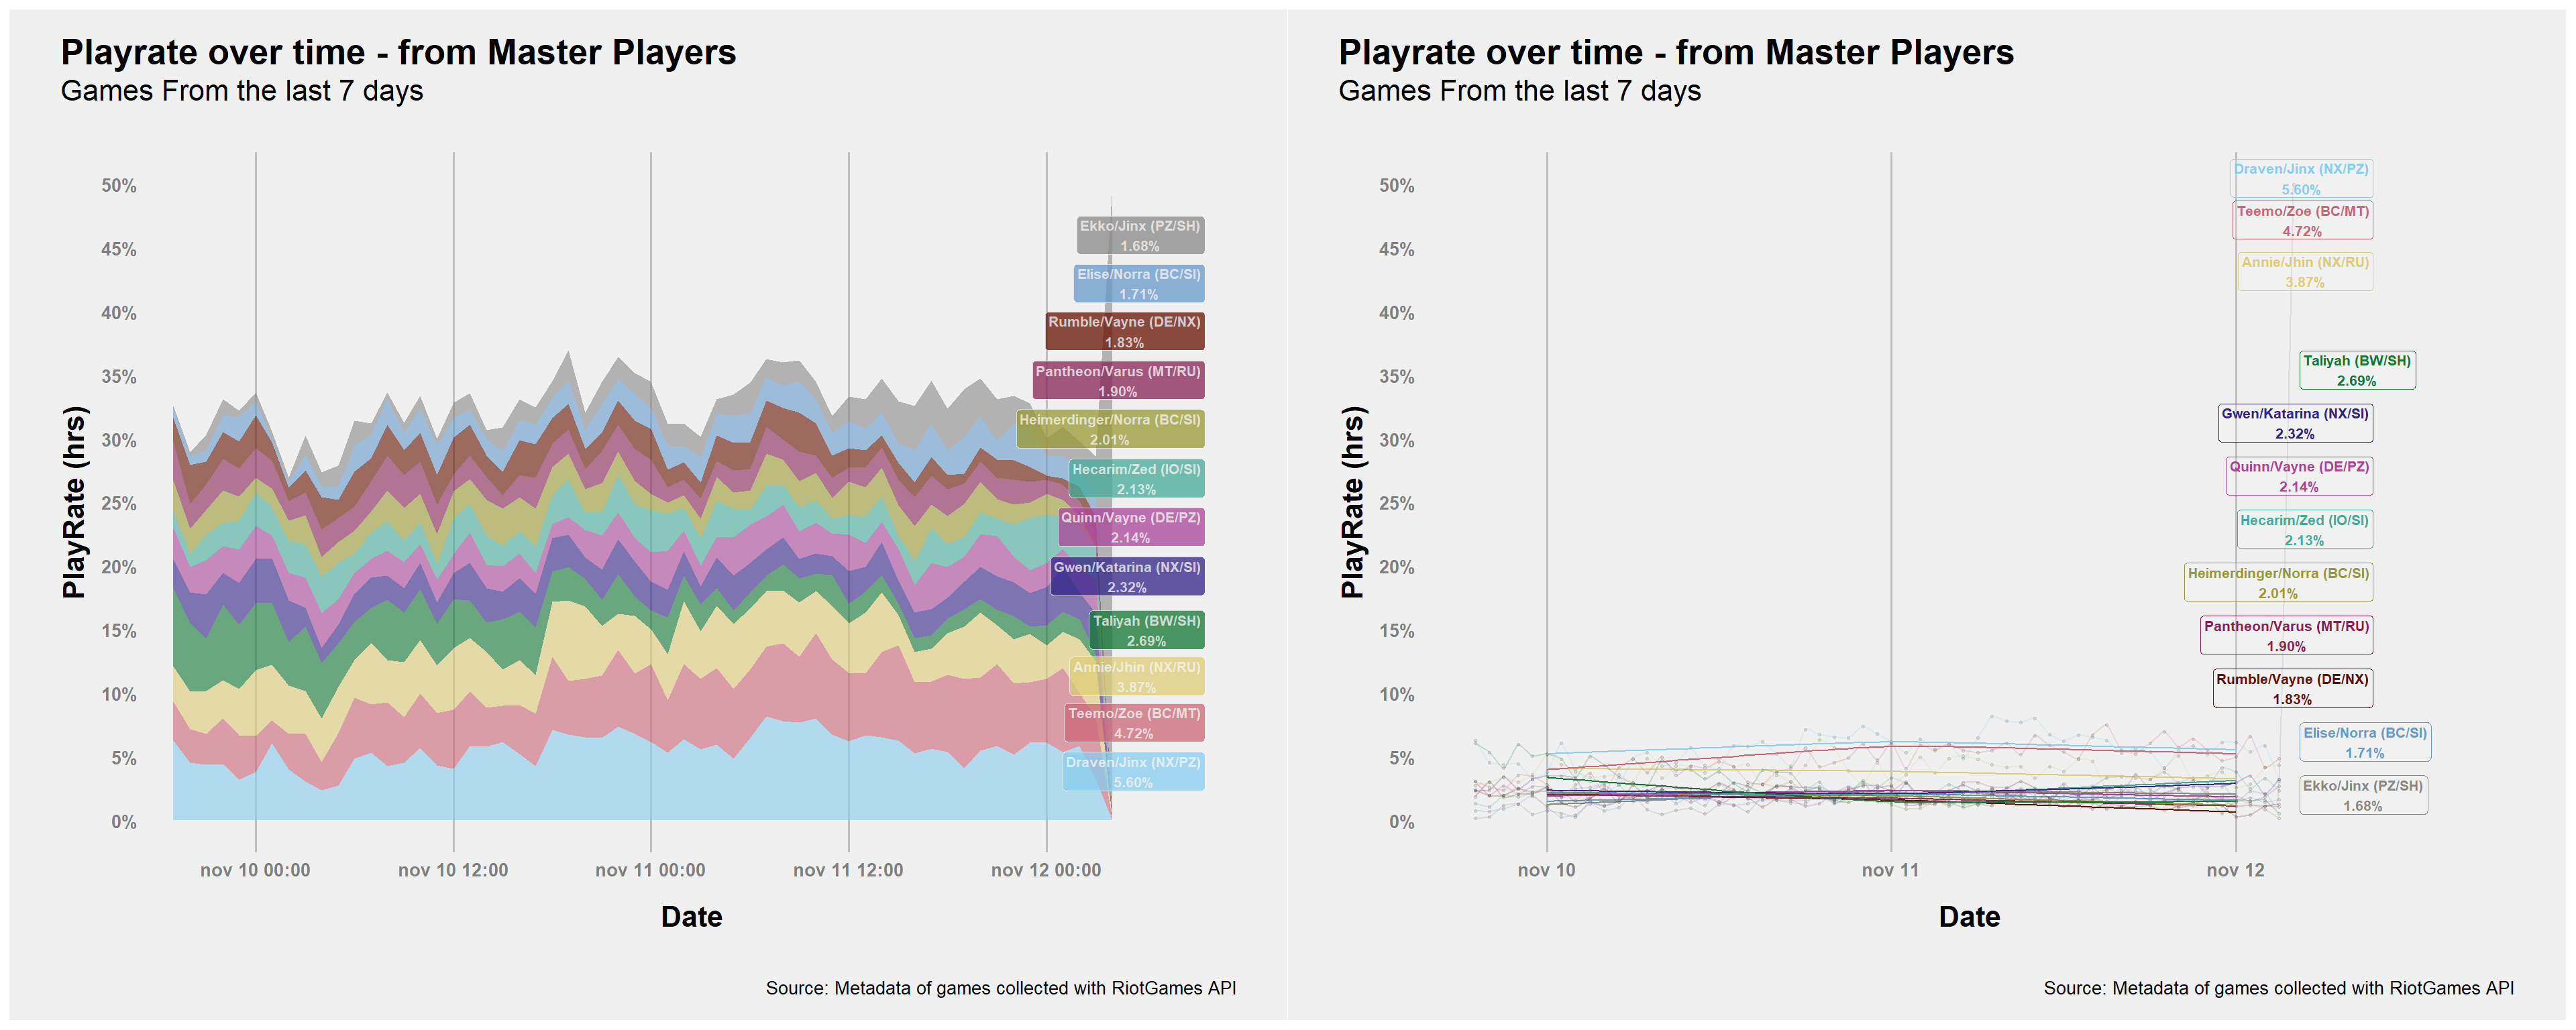 Playrate over time - from Master Players
Games From the last 7 days
PlayRate (hrs)
50%
45%
40%
35%
30%
25%
20%
15%
10%
5%
0%
Ekko/Jinx (PZ/SH)
1.68%
Elise/Norra (BC/SI)
1.71%
Rumble/Vayne (DE/NX)
1.83%
Pantheon/Varus (MT/RU)
1.90%
Heimerdinger/Norra (BC/SI)
2.01%
Hecarim/Zed (IO/SI)
2.13%
Quinn/Vayne (DE/PZ)
2.14%
Gwen/Katarina (NX/SI)
2.32%
Taliyah (BW/SH)
2.69%
Annie/Jhin (NX/RU)
3.87%
Teemo/Zoe (BC/MT)
4.72%
Draven/Jinx (NX/PZ)
5.60%
nov 10 00:00
nov 10 12:00
nov 11 00:00
nov 11 12:00
nov 12 00:00
Date
Source: Metadata of games collected with RiotGames API
Playrate over time - from Master Players
Games From the last 7 days
PlayRate (hrs)
50%
45%
40%
35%
30%
25%
20%
15%
10%
5%
0%
Draven/Jinx (NX/PZ)
5.60%
Teemo/Zoe (BC/MT)
4.72%
Annie/Jhin (NX/RU)
3.87%
Taliyah (BW/SH)
2.69%
Gwen/Katarina (NX/SI)
2.32%
Quinn/Vayne (DE/PZ)
2.14%
Hecarim/Zed (IO/SI)
2.13%
Heimerdinger/Norra (BC/SI)
2.01%
Pantheon/Varus (MT/RU)
1.90%
Rumble/Vayne (DE/NX)
1.83%
Elise/Norra (BC/SI)
1.71%
Ekko/Jinx (PZ/SH)
1.68%
nov 10
nov 11
nov 12
Date
Source: Metadata of games collected with RiotGames API